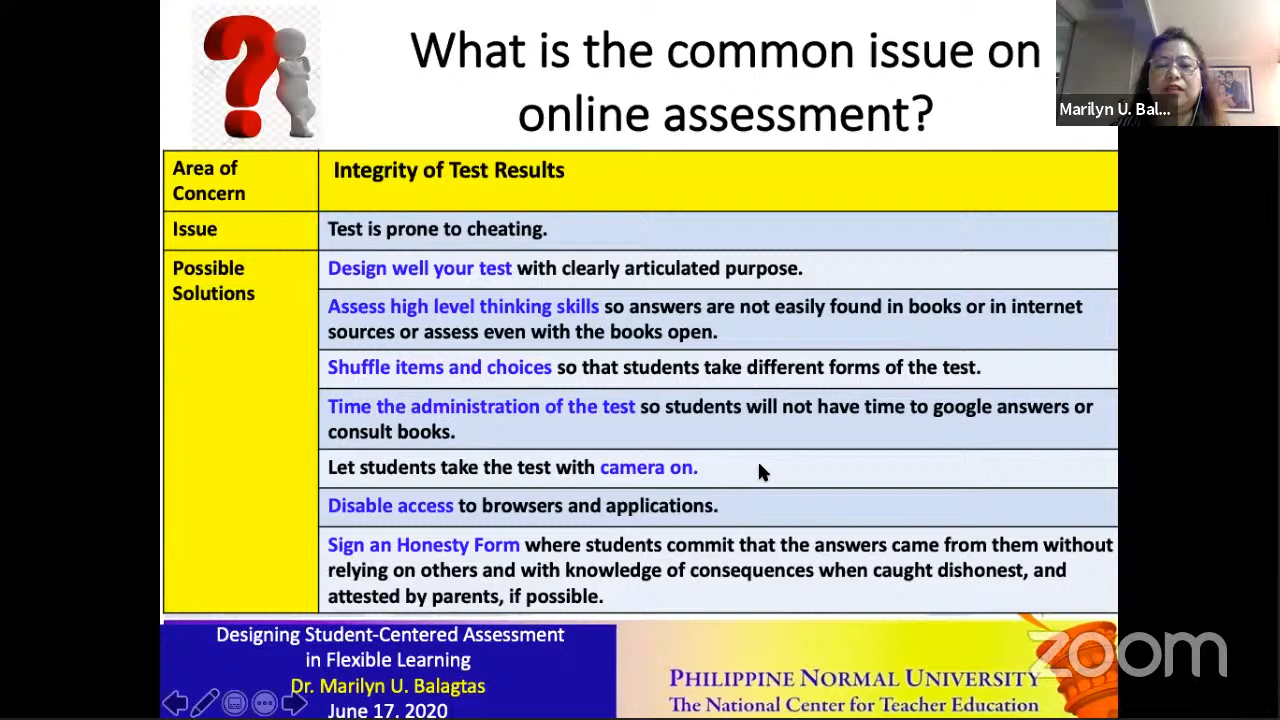 What is the common issue on
online assessment?
Marilyn U. Bal...
Area of
Concern
Integrity of Test Results
Issue
Test is prone to cheating.
Possible
Solutions
Design well your test with clearly articulated purpose.
Assess high level thinking skills so answers are not easily found in books or in internet
sources or assess even with the books open.
Shuffle items and choices so that students take different forms of the test.
Time the administration of the test so students will not have time to google answers or
consult books.
Let students take the test with camera on.
Disable access to browsers and applications.
Sign an Honesty Form where students commit that the answers came from them without
relying on others and with knowledge of consequences when caught dishonest, and
attested by parents, if possible.
Designing Student-Centered Assessment
in Flexible Learning
Dr. Marilyn U. Balagtas
June 17, 2020
PHILIPPINE NORMAL UNIVERSITY
The National Center for Teacher Education
zoom